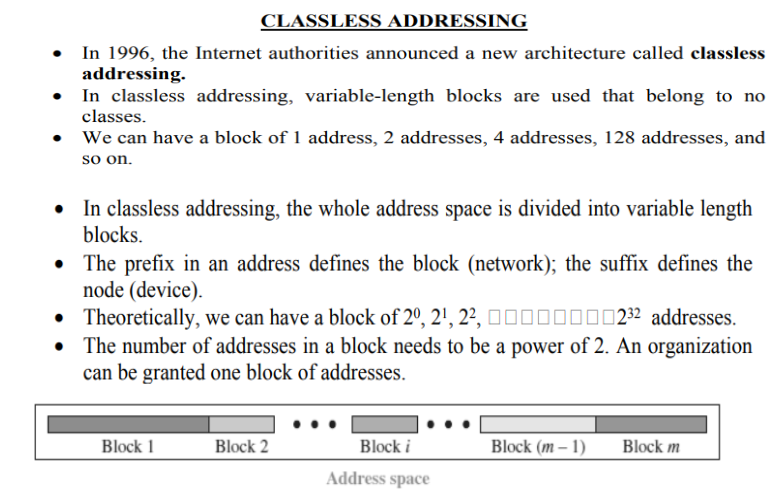 CLASSLESS ADDRESSING
• In 1996, the Internet authorities announced a new architecture called classless
addressing.
• In classless addressing, variable-length blocks are used that belong to no
classes.
• We can have a block of 1 address, 2 addresses, 4 addresses, 128 addresses, and
so on.
• In classless addressing, the whole address space is divided into variable length
blocks.
• The prefix in an address defines the block (network); the suffix defines the
node (device).
• Theoretically, we can have a block of 2⁰, 2¹, 2², □□□□□□□□2³² addresses.
• The number of addresses in a block needs to be a power of 2. An organization
can be granted one block of addresses.
• • • • • •
Block 1 Block 2 Block i Block (m – 1) Block m
Address space